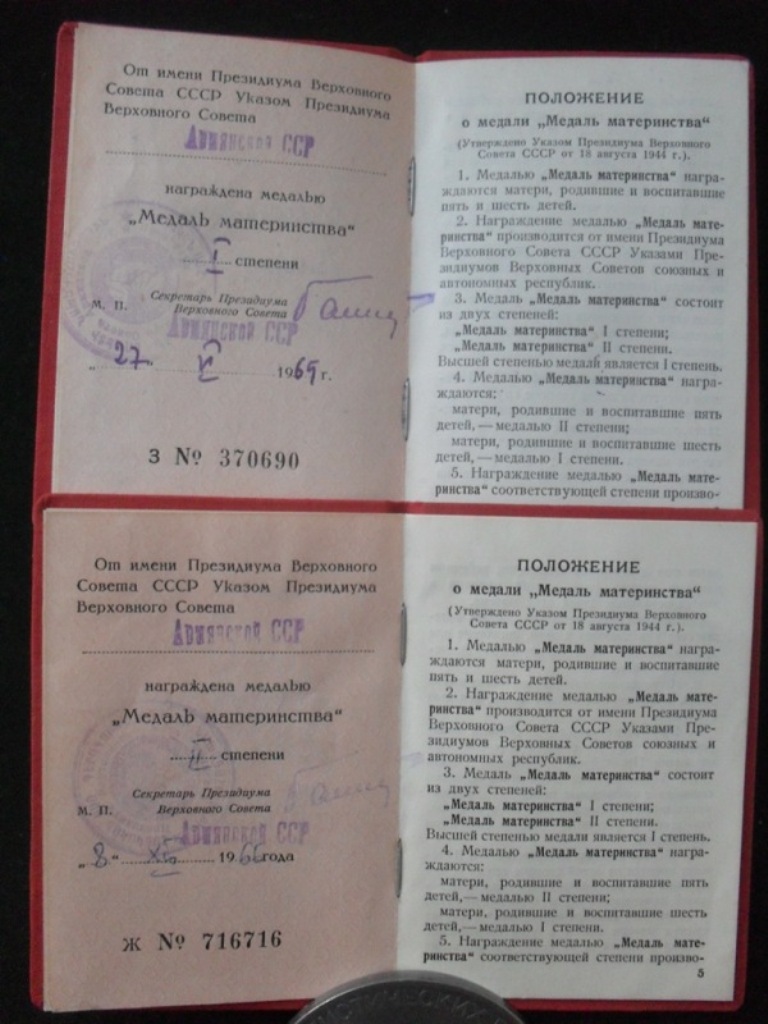 От имени Президиума Верховного
Совета СССР Указом Президиума
Верховного Совета
Армянской ССР
награждена медалью
„Медаль материнства“
I степени
Секретарь Президиума
М. П. Верховного Совета
Армянской ССР
„27“ V 1969 г.
З № 370690
ПОЛОЖЕНИЕ
о медали „Медаль материнства“
(Утверждено Указом Президиума Верховного
Совета СССР от 18 августа 1944 г.).
1. Медалью „Медаль материнства“ награ-
ждаются матери, родившие и воспитавшие
пять и шесть детей.
2. Награждение медалью „Медаль мате-
ринства“ производится от имени Президиума
Верховного Совета СССР Указами Пре-
зидиумов Верховных Советов союзных и
автономных республик.
3. Медаль „Медаль материнства“ состоит
из двух степеней:
„Медаль материнства“ I степени;
„Медаль материнства“ II степени.
Высшей степенью медали является I степень.
4. Медалью „Медаль материнства“ награ-
ждаются:
матери, родившие и воспитавшие пять
детей,— медалью II степени;
матери, родившие и воспитавшие шесть
детей,— медалью I степени.
5. Награждение медалью „Медаль мате-
ринства“ соответствующей степени произво-
От имени Президиума Верховного
Совета СССР Указом Президиума
Верховного Совета
Армянской ССР
награждена медалью
„Медаль материнства“
II степени
Секретарь Президиума
М. П. Верховного Совета
Армянской ССР
„8“ 1966 года
Ж № 716716
ПОЛОЖЕНИЕ
о медали „Медаль материнства“
(Утверждено Указом Президиума Верховного
Совета СССР от 18 августа 1944 г.).
1. Медалью „Медаль материнства“ награ-
ждаются матери, родившие и воспитавшие
пять и шесть детей.
2. Награждение медалью „Медаль мате-
ринства“ производится от имени Президиума
Верховного Совета СССР Указами Пре-
зидиумов Верховных Советов союзных и
автономных республик.
3. Медаль „Медаль материнства“ состоит
из двух степеней:
„Медаль материнства“ I степени;
„Медаль материнства“ II степени.
Высшей степенью медали является I степень.
4. Медалью „Медаль материнства“ награ-
ждаются:
матери, родившие и воспитавшие пять
детей,— медалью II степени;
матери, родившие и воспитавшие шесть
детей,— медалью I степени.
5. Награждение медалью „Медаль мате-
ринства“ соответствующей степени произво-
5